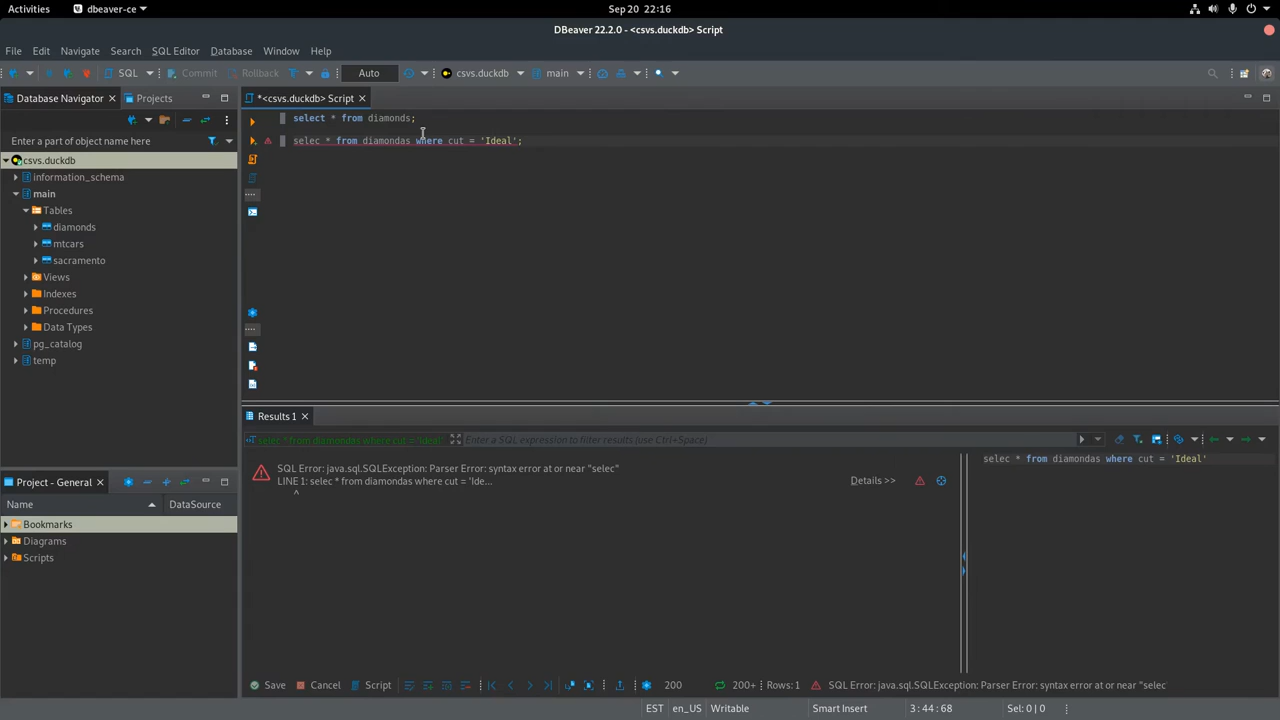 Activities dbeaver-ce Sep 20 22:16
DBeaver 22.2.0 - <csvs.duckdb> Script
File Edit Navigate Search SQL Editor Database Window Help
SQL Commit Rollback Auto csvs.duckdb main
Database Navigator Projects *<csvs.duckdb> Script
select * from diamonds;
Enter a part of object name here
selec * from diamondas where cut = 'Ideal';
csvs.duckdb
information_schema
main
Tables
diamonds
mtcars
sacramento
Views
Indexes
Procedures
Data Types
pg_catalog
temp
Results 1
selec * from diamondas where cut = 'Ideal' Enter a SQL expression to filter results (use Ctrl+Space)
SQL Error: java.sql.SQLException: Parser Error: syntax error at or near "selec"
LINE 1: selec * from diamondas where cut = 'Ide...
^
Details >>
selec * from diamondas where cut = 'Ideal'
Project - General
Name DataSource
Bookmarks
Diagrams
Scripts
Save Cancel Script 200 200+ Rows: 1 SQL Error: java.sql.SQLException: Parser Error: syntax error at or near "selec
EST en_US Writable Smart Insert 3 : 44 : 68 Sel: 0 | 0